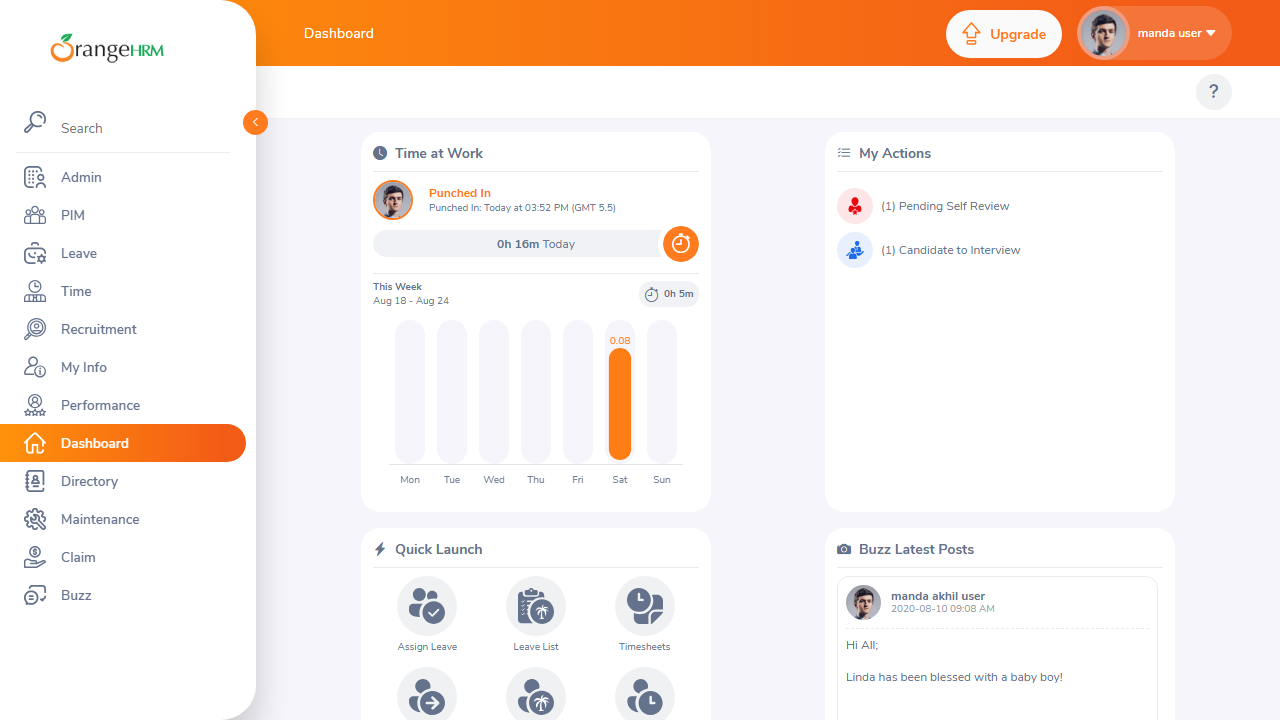 OrangeHRM
Dashboard
Upgrade
manda user
?
Search
Admin
PIM
Leave
Time
Recruitment
My Info
Performance
Dashboard
Directory
Maintenance
Claim
Buzz
Time at Work
Punched In
Punched In: Today at 03:52 PM (GMT 5.5)
0h 16m Today
This Week
Aug 18 - Aug 24
0h 5m
0.08
Mon Tue Wed Thu Fri Sat Sun
My Actions
(1) Pending Self Review
(1) Candidate to Interview
Quick Launch
Assign Leave
Leave List
Timesheets
Buzz Latest Posts
manda akhil user
2020-08-10 09:08 AM
Hi All;
Linda has been blessed with a baby boy!